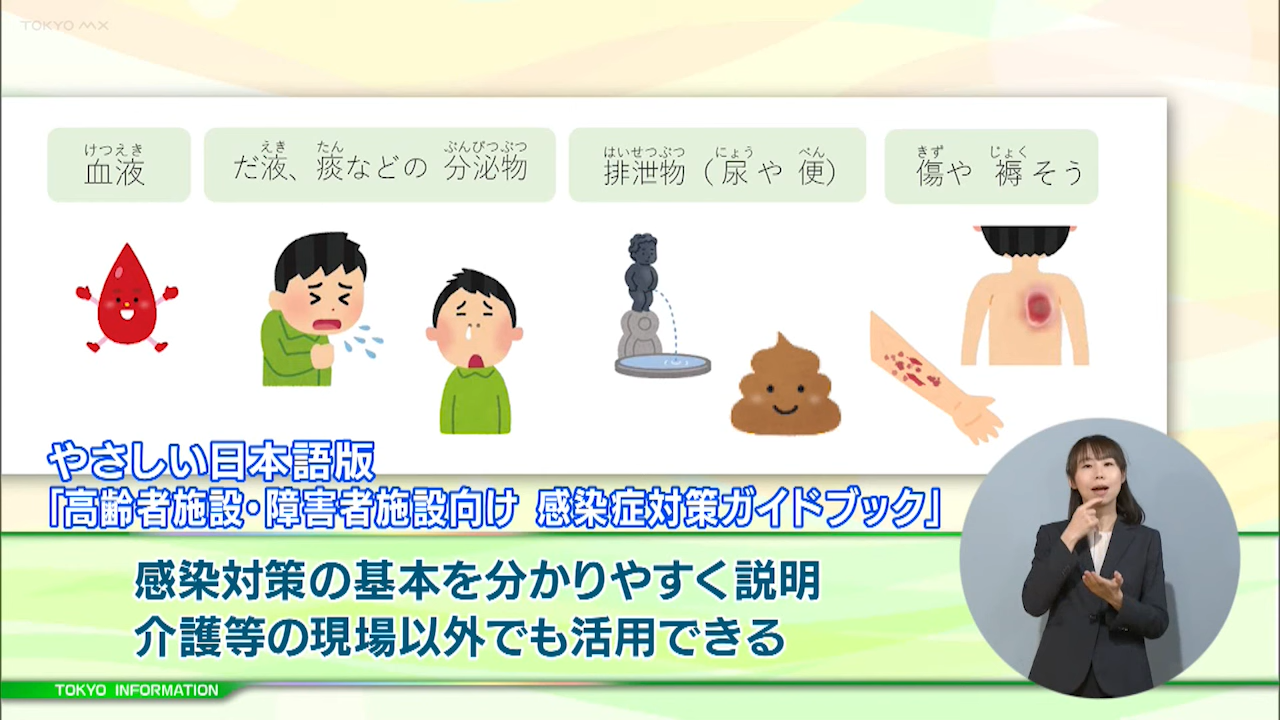 TOKYO MX
けつえき
血液
えき たん ぶんぴつぶつ
だ液、痰などの 分泌物
はいせつぶつ にょう べん
排泄物（尿や 便）
きず じょく
傷や 褥そう
やさしい日本語版
「高齢者施設・障害者施設向け 感染症対策ガイドブック」
感染対策の基本を分かりやすく説明
介護等の現場以外でも活用できる
TOKYO INFORMATION